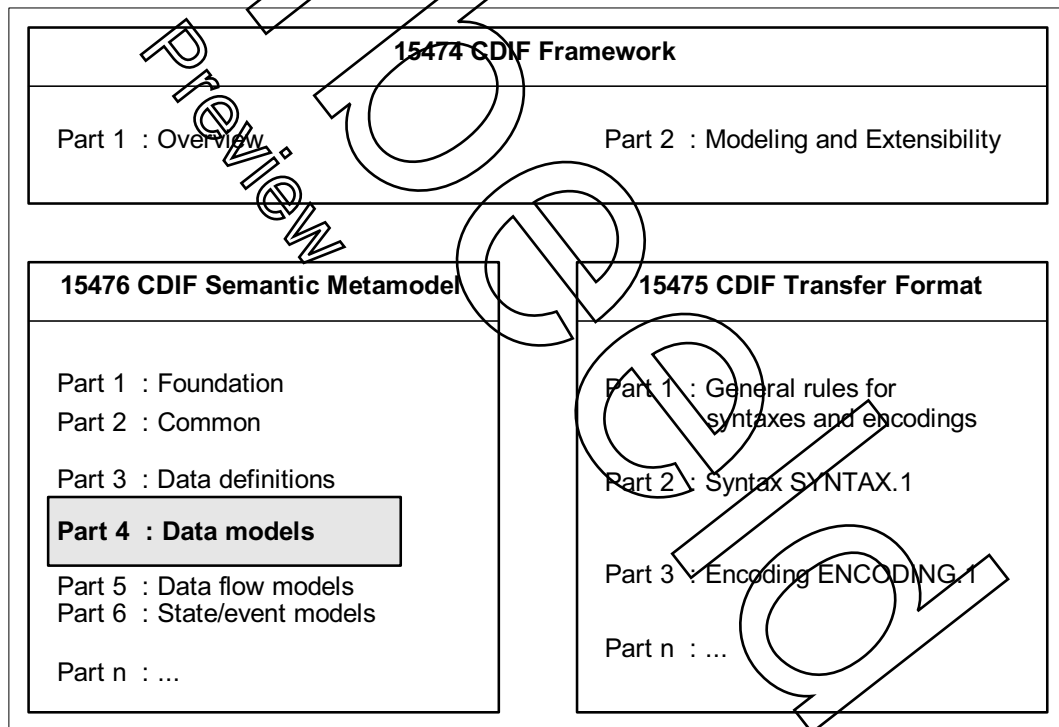 15474 CDIF Framework
Part 1 : Overview
Part 2 : Modeling and Extensibility
15476 CDIF Semantic Metamodel
Part 1 : Foundation
Part 2 : Common
Part 3 : Data definitions
Part 4 : Data models
Part 5 : Data flow models
Part 6 : State/event models
Part n : ...
15475 CDIF Transfer Format
Part 1 : General rules for
syntaxes and encodings
Part 2 : Syntax SYNTAX.1
Part 3 : Encoding ENCODING.1
Part n : ...
Preview